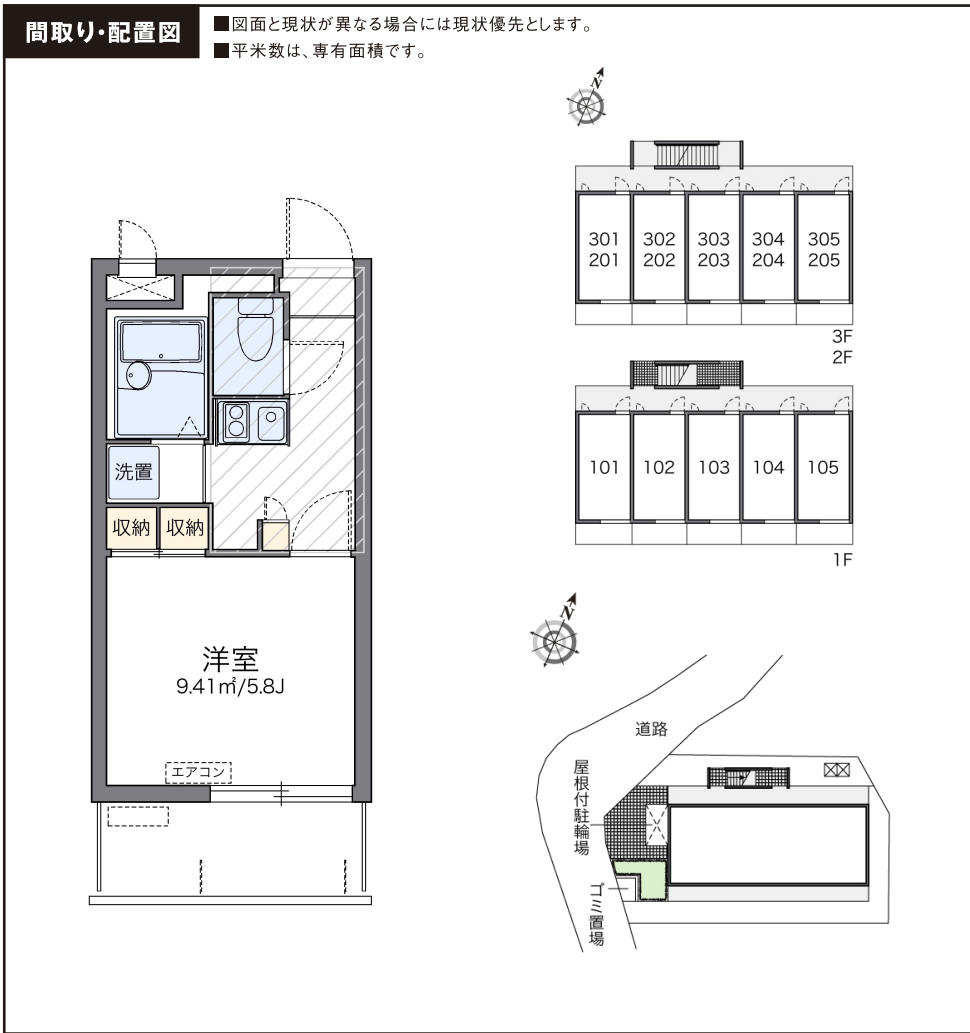 間取り・配置図
■図面と現状が異なる場合には現状優先とします。
■平米数は、専有面積です。
N
301 302 303 304 305
201 202 203 204 205
3F
2F
101 102 103 104 105
1F
洗置
収納 収納
洋室
9.41㎡/5.8J
エアコン
N
道路
屋根付駐輪場
ゴミ置場